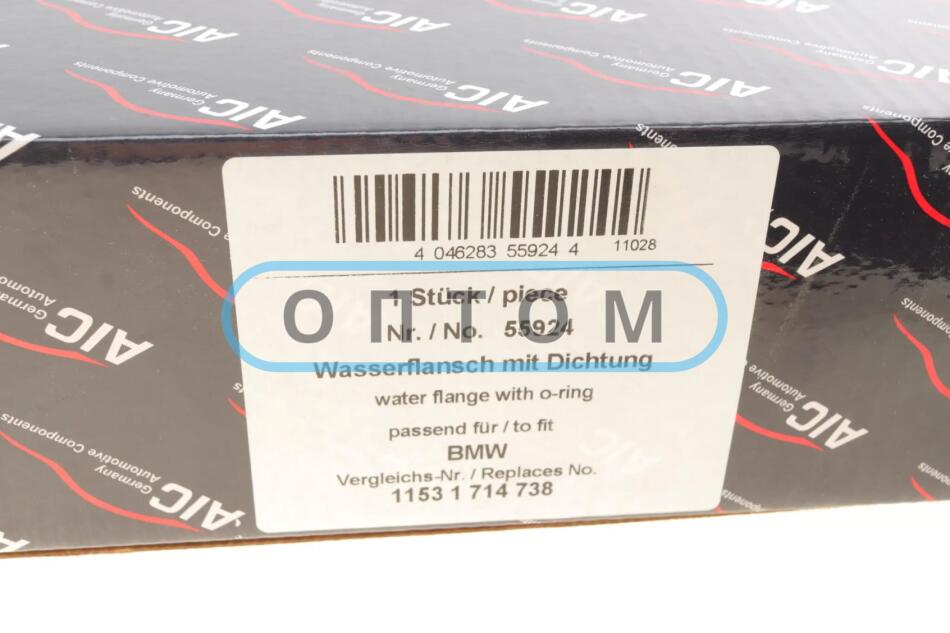 4 046283 55924 4 11028
1 Stück / piece
Nr. / No. 55924
ОПТОМ
Wasserflansch mit Dichtung
water flange with o-ring
passend für / to fit
BMW
Vergleichs-Nr. / Replaces No.
1153 1 714 738
AIC Germany
Automotive Components